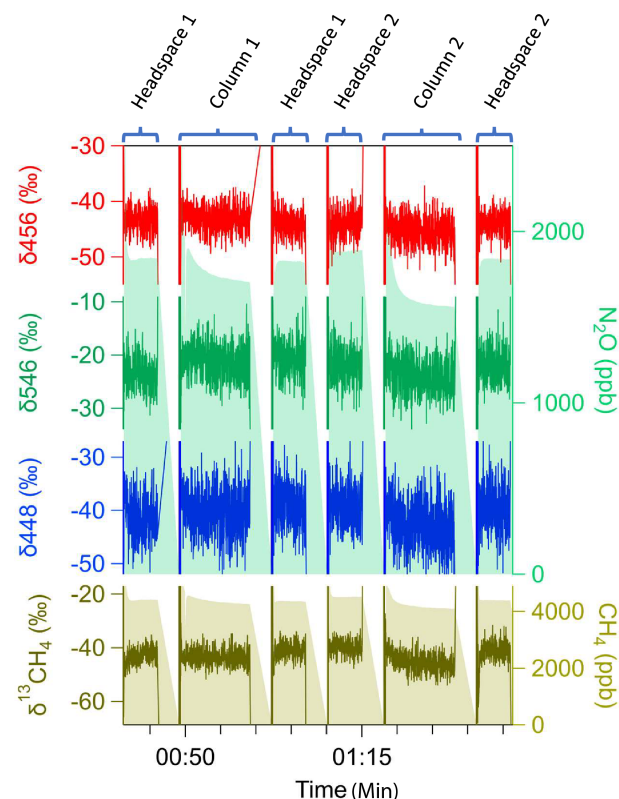 Headspace 1
Column 1
Headspace 1
Headspace 2
Column 2
Headspace 2
δ456 (‰)
-30
-40
-50
δ546 (‰)
-10
-20
-30
δ448 (‰)
-30
-40
-50
δ¹³CH₄ (‰)
-20
-40
-60
N₂O (ppb)
2000
1000
0
CH₄ (ppb)
4000
2000
0
00:50
01:15
Time (Min)